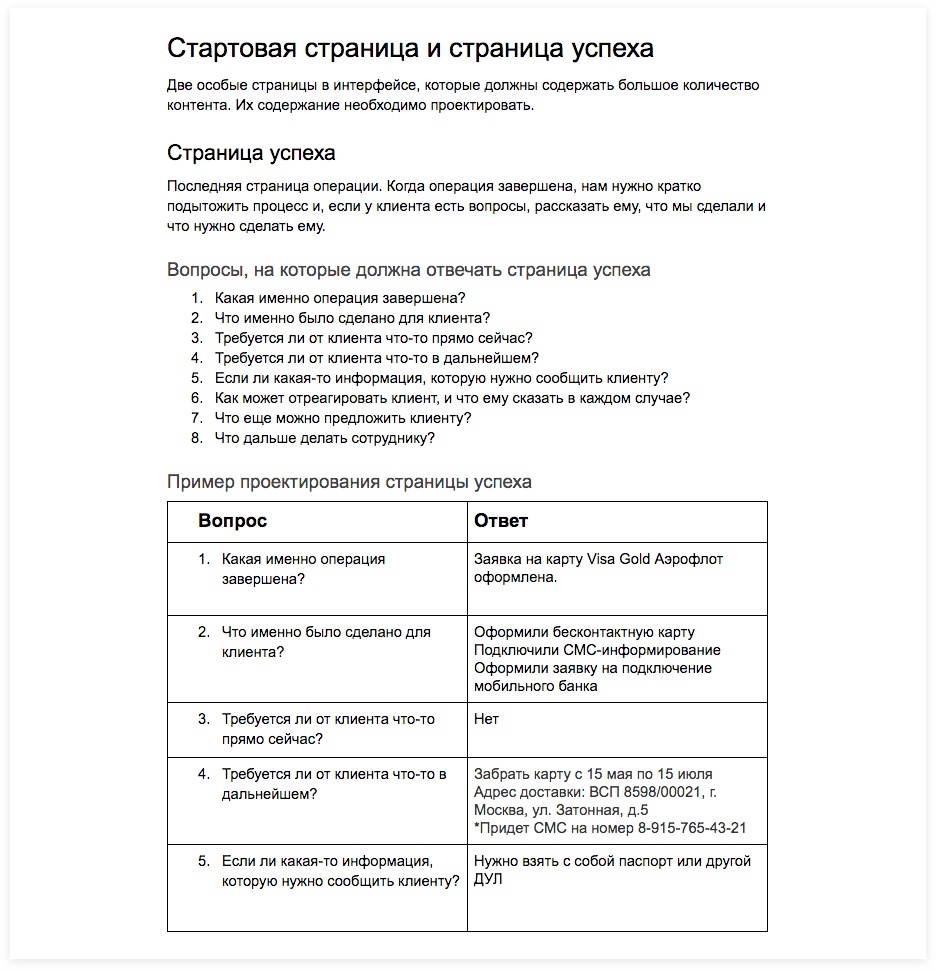 Стартовая страница и страница успеха
Две особые страницы в интерфейсе, которые должны содержать большое количество
контента. Их содержание необходимо проектировать.
Страница успеха
Последняя страница операции. Когда операция завершена, нам нужно кратко
подытожить процесс и, если у клиента есть вопросы, рассказать ему, что мы сделали и
что нужно сделать ему.
Вопросы, на которые должна отвечать страница успеха
1. Какая именно операция завершена?
2. Что именно было сделано для клиента?
3. Требуется ли от клиента что-то прямо сейчас?
4. Требуется ли от клиента что-то в дальнейшем?
5. Если ли какая-то информация, которую нужно сообщить клиенту?
6. Как может отреагировать клиент, и что ему сказать в каждом случае?
7. Что еще можно предложить клиенту?
8. Что дальше делать сотруднику?
Пример проектирования страницы успеха
Вопрос
Ответ
1. Какая именно операция
завершена?
Заявка на карту Visa Gold Аэрофлот
оформлена.
2. Что именно было сделано для
клиента?
Оформили бесконтактную карту
Подключили СМС-информирование
Оформили заявку на подключение
мобильного банка
3. Требуется ли от клиента что-то
прямо сейчас?
Нет
4. Требуется ли от клиента что-то в
дальнейшем?
Забрать карту с 15 мая по 15 июля
Адрес доставки: ВСП 8598/00021, г.
Москва, ул. Затонная, д.5
*Придет СМС на номер 8-915-765-43-21
5. Если ли какая-то информация,
которую нужно сообщить клиенту?
Нужно взять с собой паспорт или другой
ДУЛ